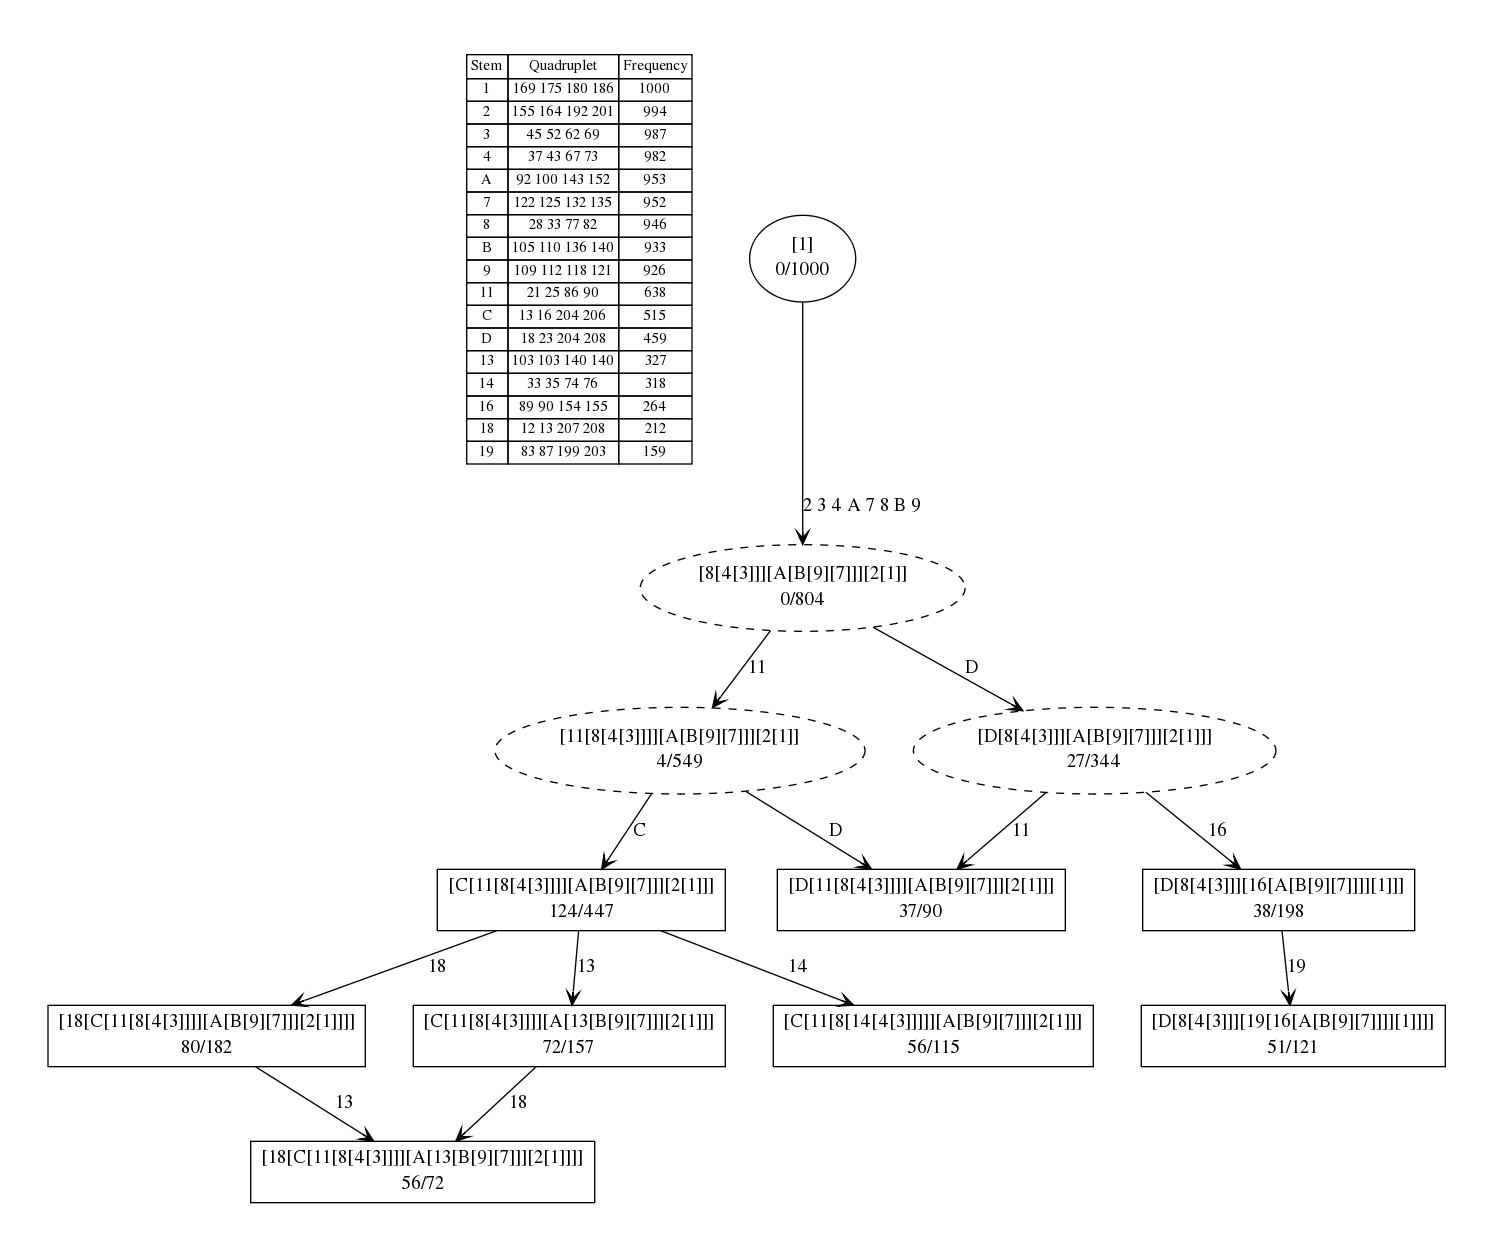 Stem Quadruplet Frequency
1 169 175 180 186 1000
2 155 164 192 201 994
3 45 52 62 69 987
4 37 43 67 73 982
A 92 100 143 152 953
7 122 125 132 135 952
8 28 33 77 82 946
B 105 110 136 140 933
9 109 112 118 121 926
11 21 25 86 90 638
C 13 16 204 206 515
D 18 23 204 208 459
13 103 103 140 140 327
14 33 35 74 76 318
16 89 90 154 155 264
18 12 13 207 208 212
19 83 87 199 203 159
[1]
0/1000
2 3 4 A 7 8 B 9
[8[4[3]]][A[B[9][7]]][2[1]]
0/804
11
D
[11[8[4[3]]]][A[B[9][7]]][2[1]]
4/549
[D[8[4[3]]][A[B[9][7]]][2[1]]]
27/344
C
D
11
16
[C[11[8[4[3]]]][A[B[9][7]]][2[1]]]
124/447
[D[11[8[4[3]]]][A[B[9][7]]][2[1]]]
37/90
[D[8[4[3]]][16[A[B[9][7]]]][1]]]
38/198
18
13
14
19
[18[C[11[8[4[3]]]][A[B[9][7]]][2[1]]]]
80/182
[C[11[8[4[3]]]][A[13[B[9][7]]][2[1]]]
72/157
[C[11[8[14[4[3]]]]][A[B[9][7]]][2[1]]]
56/115
[D[8[4[3]]][19[16[A[B[9][7]]]][1]]]]
51/121
13
18
[18[C[11[8[4[3]]]][A[13[B[9][7]]][2[1]]]]
56/72